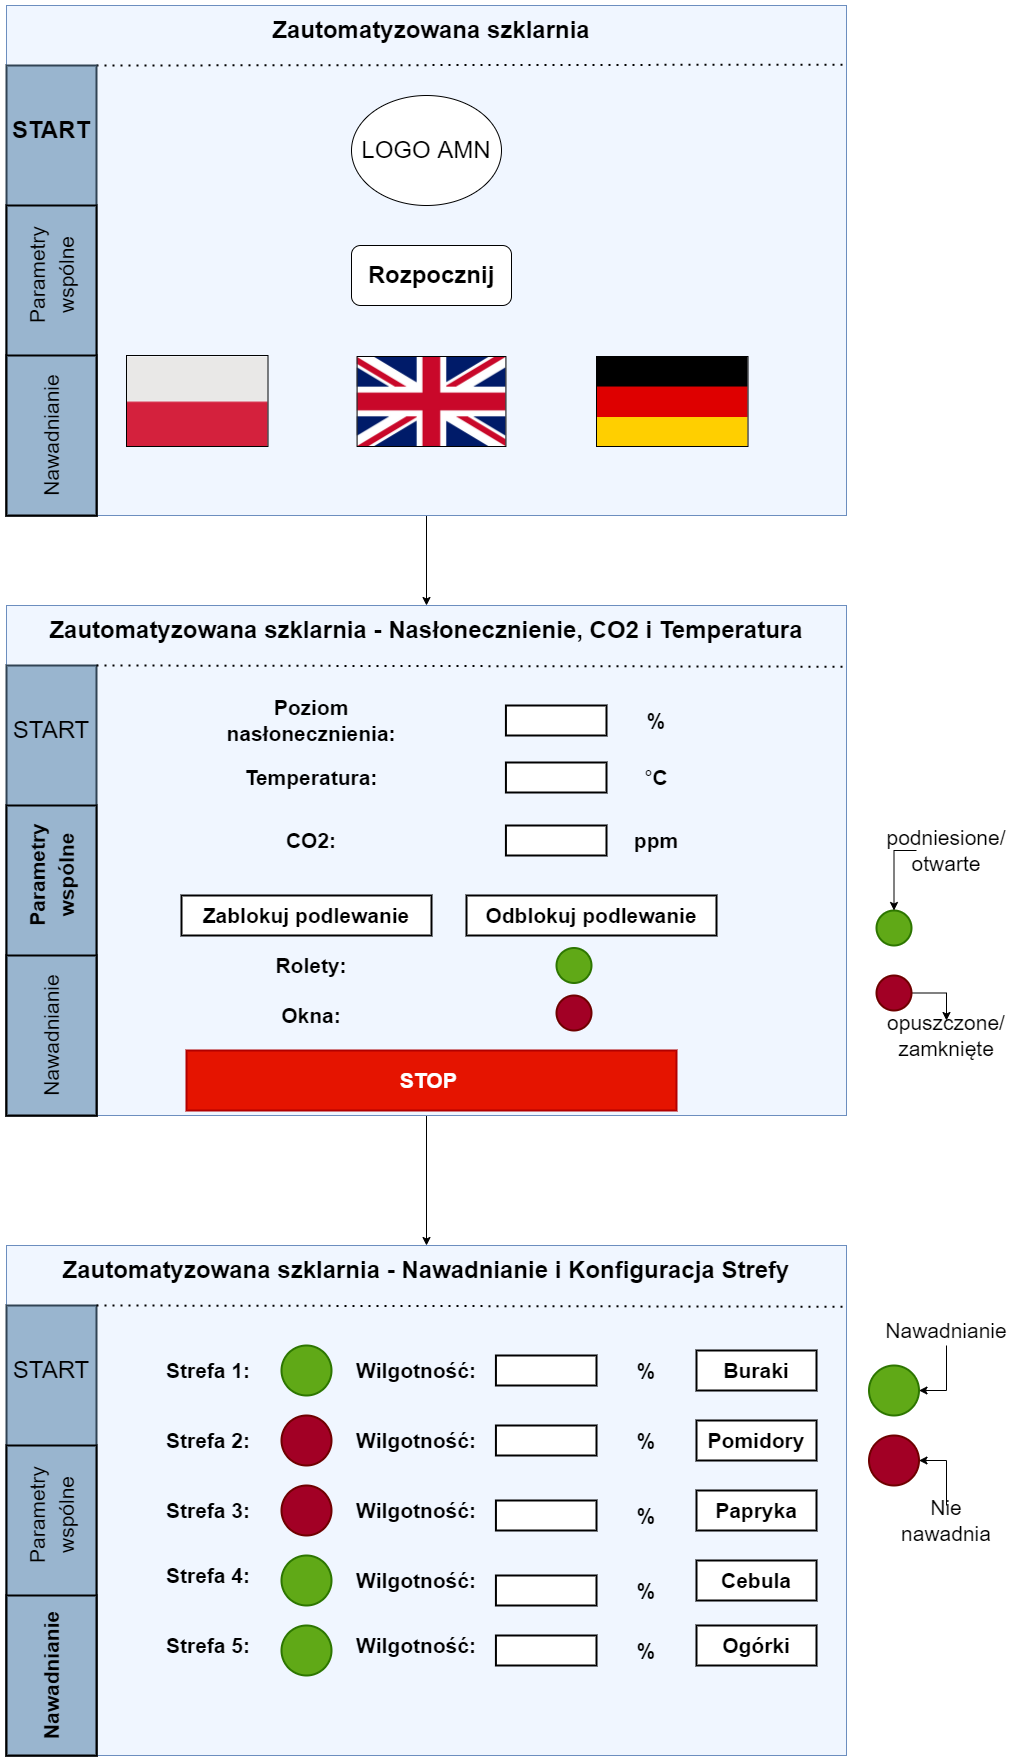 Zautomatyzowana szklarnia
START
LOGO AMN
Parametry
wspólne
Rozpocznij
Nawadnianie
Zautomatyzowana szklarnia - Nasłonecznienie, CO2 i Temperatura
START
Poziom
nasłonecznienia:
%
Temperatura:
°C
Parametry
wspólne
CO2:
ppm
podniesione/
otwarte
Zablokuj podlewanie
Odblokuj podlewanie
Nawadnianie
Rolety:
Okna:
opuszczone/
zamknięte
STOP
Zautomatyzowana szklarnia - Nawadnianie i Konfiguracja Strefy
START
Strefa 1:
Wilgotność:
%
Buraki
Nawadnianie
Strefa 2:
Wilgotność:
%
Pomidory
Parametry
wspólne
Strefa 3:
Wilgotność:
%
Papryka
Nie
nawadnia
Strefa 4:
Wilgotność:
%
Cebula
Nawadnianie
Strefa 5:
Wilgotność:
%
Ogórki